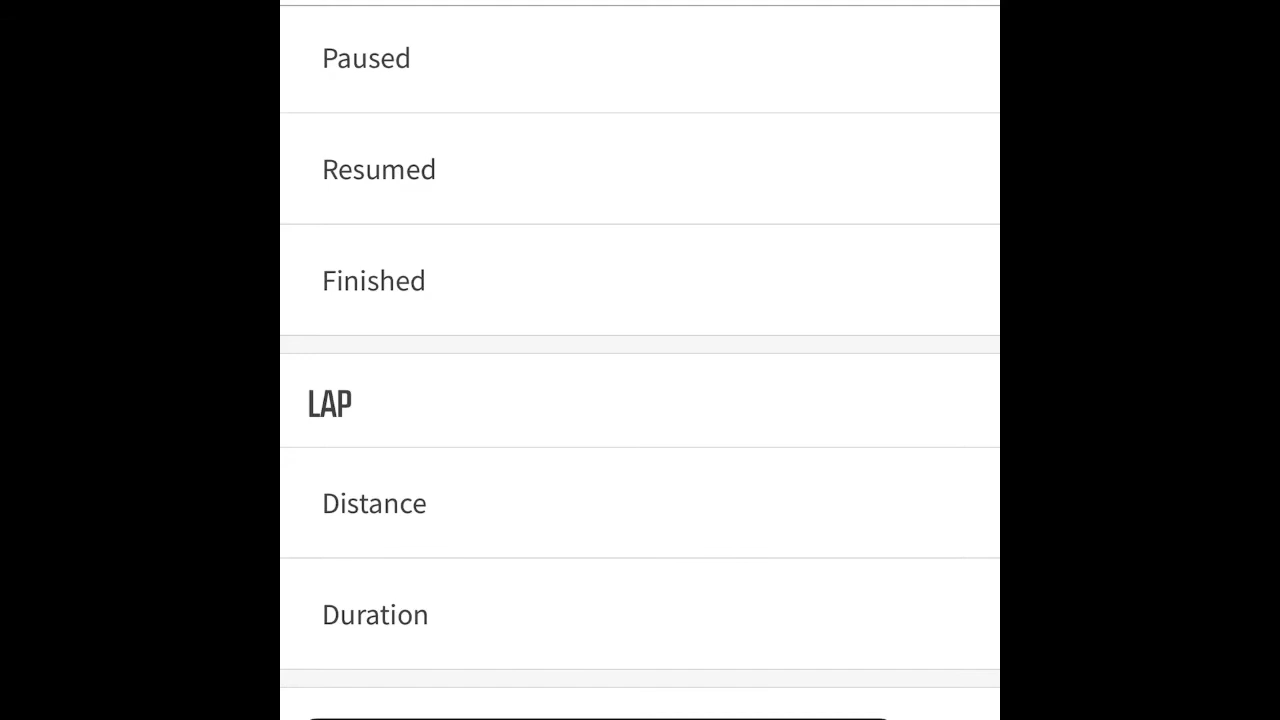 Paused
Resumed
Finished
LAP
Distance
Duration